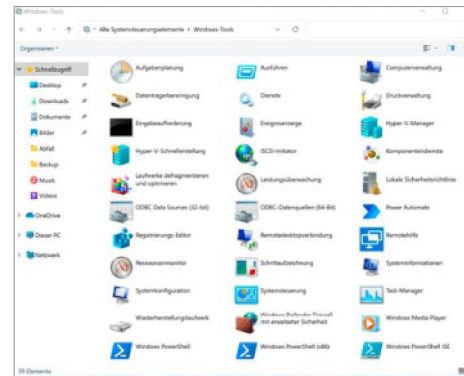 Windows-Tools
Alle Systemsteuerungselemente Windows-Tools
Organisieren
Schnellzugriff
Desktop
Downloads
Dokumente
Bilder
Abfall
Backup
Musik
Videos
OneDrive
Dieser PC
Netzwerk
Aufgabenplanung
Ausführen
Computerverwaltung
Datenträgerbereinigung
Dienste
Druckverwaltung
Eingabeaufforderung
Ereignisanzeige
Hyper-V-Manager
Hyper-V-Schnellerstellung
iSCSI-Initiator
Komponentendienste
Laufwerke defragmentieren
und optimieren
Leistungsüberwachung
Lokale Sicherheitsrichtlinie
ODBC Data Sources (32-bit)
ODBC-Datenquellen (64-Bit)
Power Automate
Registrierungs-Editor
Remotedesktopverbindung
Remotehilfe
Ressourcenmonitor
Schrittaufzeichnung
Systeminformationen
Systemkonfiguration
Systemsteuerung
Task-Manager
Wiederherstellungslaufwerk
Windows Defender Firewall
mit erweiterter Sicherheit
Windows Media Player
Windows PowerShell
Windows PowerShell (x86)
Windows PowerShell ISE
39 Elemente